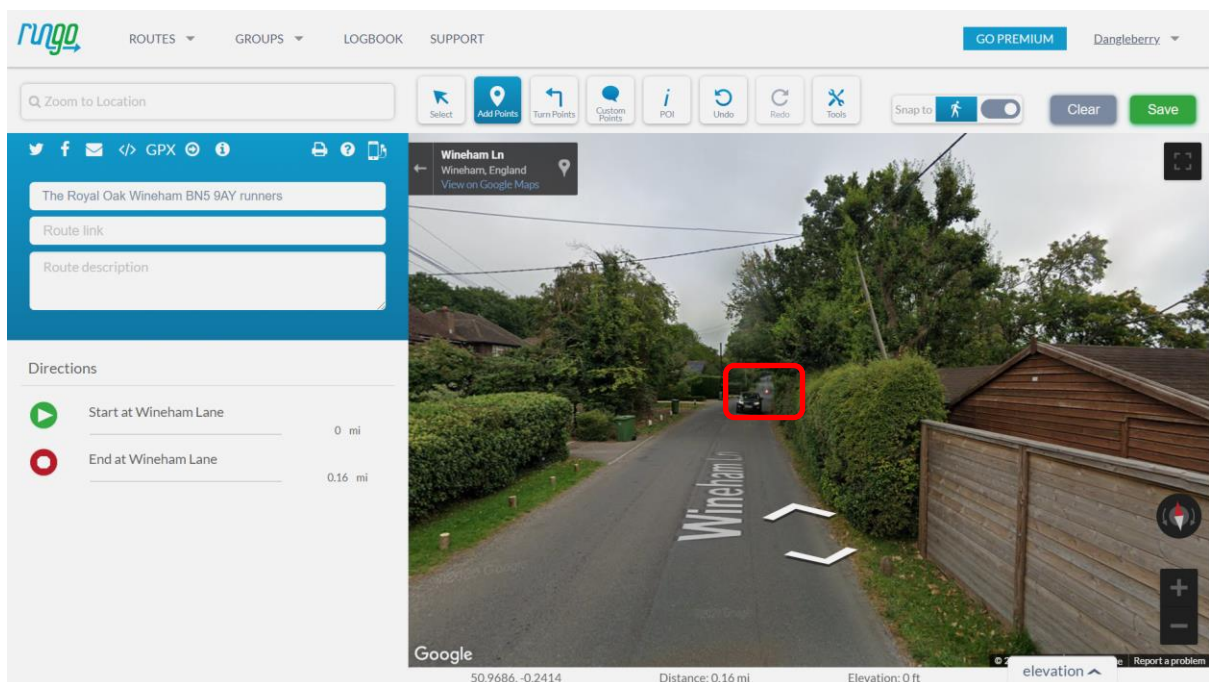 ringo
ROUTES
GROUPS
LOGBOOK
SUPPORT
GO PREMIUM
Dangleberry
Zoom to Location
Select
Add Points
Turn Points
Custom
Points
POI
Undo
Redo
Tools
Snap to
Clear
Save
</> GPX
The Royal Oak Wineham BN5 9AY runners
Route link
Route description
Directions
Start at Wineham Lane
0 mi
End at Wineham Lane
0.16 mi
Wineham Ln
Wineham, England
View on Google Maps
Wineham Ln
Google
Report a problem
50.9686, -0.2414
Distance: 0.16 mi
Elevation: 0 ft
elevation